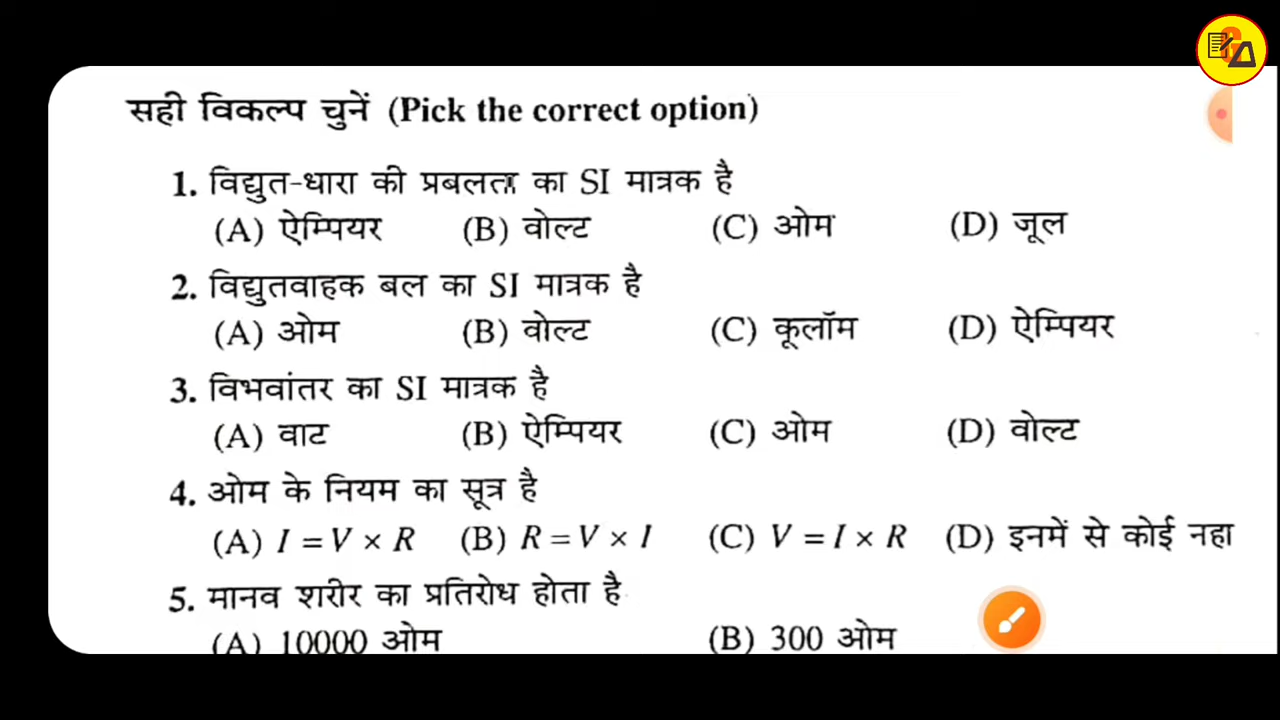 सही विकल्प चुनें (Pick the correct option)
1. विद्युत-धारा की प्रबलता का SI मात्रक है
(A) ऐम्पियर (B) वोल्ट (C) ओम (D) जूल
2. विद्युतवाहक बल का SI मात्रक है
(A) ओम (B) वोल्ट (C) कूलॉम (D) ऐम्पियर
3. विभवांतर का SI मात्रक है
(A) वाट (B) ऐम्पियर (C) ओम (D) वोल्ट
4. ओम के नियम का सूत्र है
(A) I = V × R (B) R = V × I (C) V = I × R (D) इनमें से कोई नहा
5. मानव शरीर का प्रतिरोध होता है
(A) 10000 ओम (B) 300 ओम